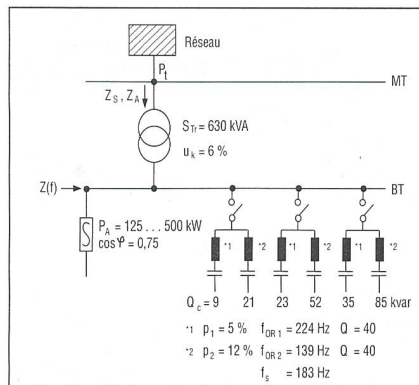 Réseau
P_t
MT
Z_S , Z_A
S_Tr = 630 kVA
u_k = 6 %
Z(f)
BT
P_A = 125 ... 500 kW
cos φ = 0,75
*1 *2 *1 *2 *1 *2
Q_c = 9 21 23 52 35 85 kvar
*1 p_1 = 5 % f_OR 1 = 224 Hz Q = 40
*2 p_2 = 12 % f_OR 2 = 139 Hz Q = 40
f_s = 183 Hz